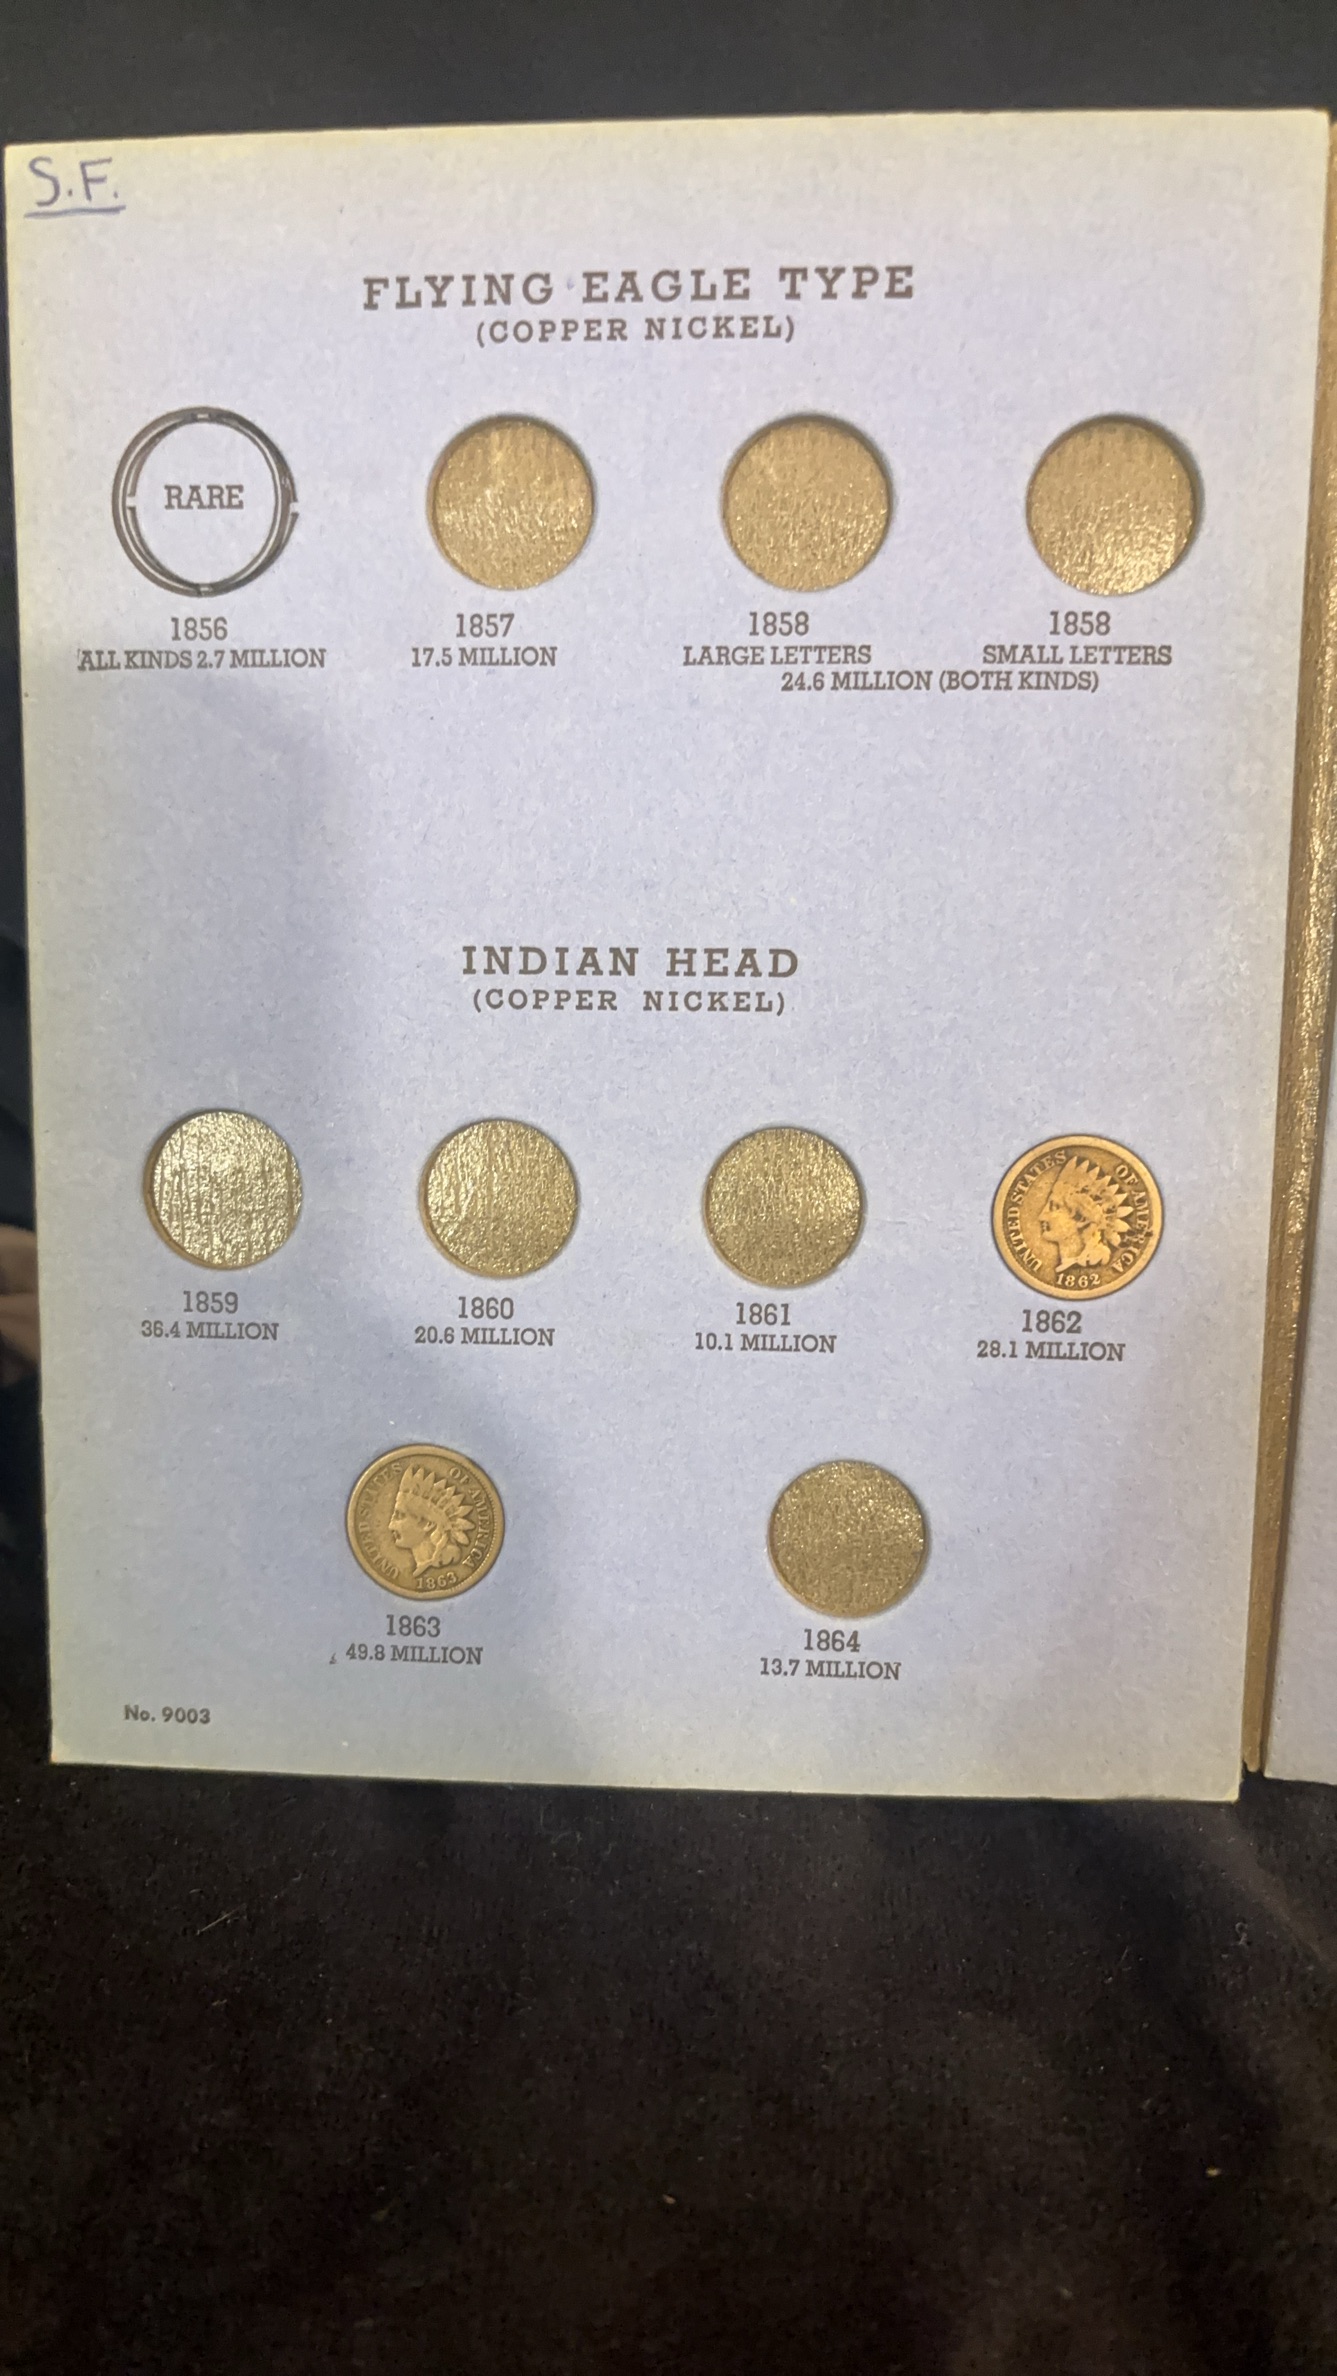 S.F.
FLYING EAGLE TYPE
(COPPER NICKEL)
RARE
1856
ALL KINDS 2.7 MILLION
1857
17.5 MILLION
1858
LARGE LETTERS
1858
SMALL LETTERS
24.6 MILLION (BOTH KINDS)
INDIAN HEAD
(COPPER NICKEL)
1859
36.4 MILLION
1860
20.6 MILLION
1861
10.1 MILLION
UNITED STATES OF AMERICA
1862
1862
28.1 MILLION
UNITED STATES OF AMERICA
1863
1863
49.8 MILLION
1864
13.7 MILLION
No. 9003